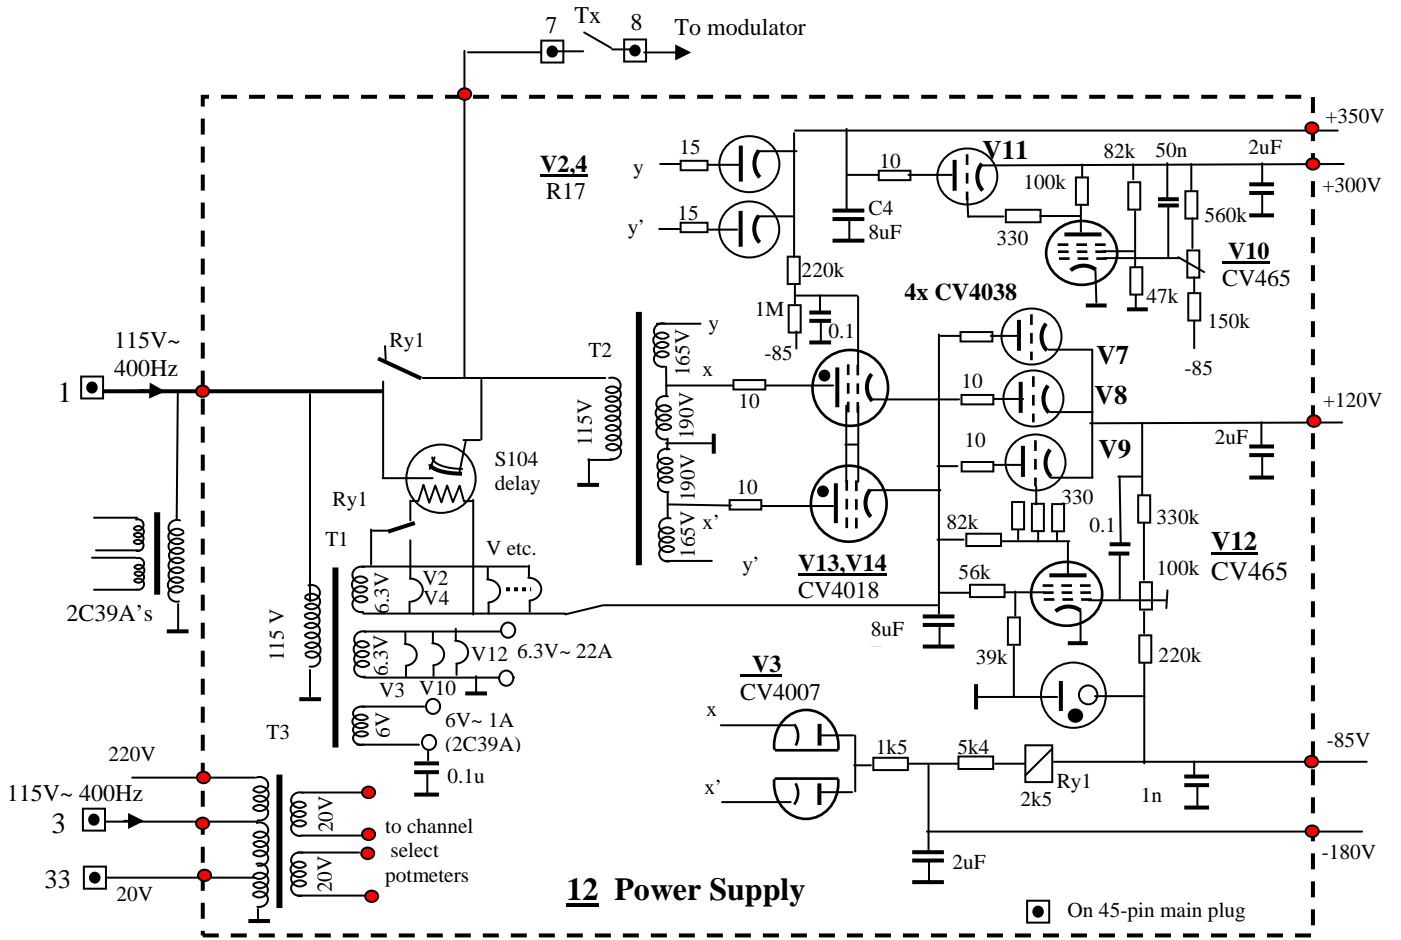 7
Tx
8
To modulator
+350V
V2,4
R17
y
15
y'
15
10
V11
100k
82k
50n
2uF
+300V
C4
8uF
330
560k
V10
CV465
220k
47k
150k
-85
4x CV4038
1M
0.1
-85
115V~
400Hz
1
Ry1
T2
165V
y
x
10
115V
190V
190V
10
165V
x'
y'
V7
10
V8
10
V9
+120V
2uF
S104
delay
Ry1
330
82k
0.1
330k
V12
CV465
T1
V etc.
V13,V14
CV4018
56k
100k
6.3V
V2
V4
2C39A's
115 V
8uF
39k
220k
6.3V
V12
6.3V~ 22A
V3
V10
V3
CV4007
6V
6V~ 1A
(2C39A)
x
T3
220V
0.1u
1k5
5k4
Ry1
2k5
1n
-85V
x'
115V~ 400Hz
3
20V
to channel
select
potmeters
20V
33
20V
2uF
-180V
12 Power Supply
On 45-pin main plug